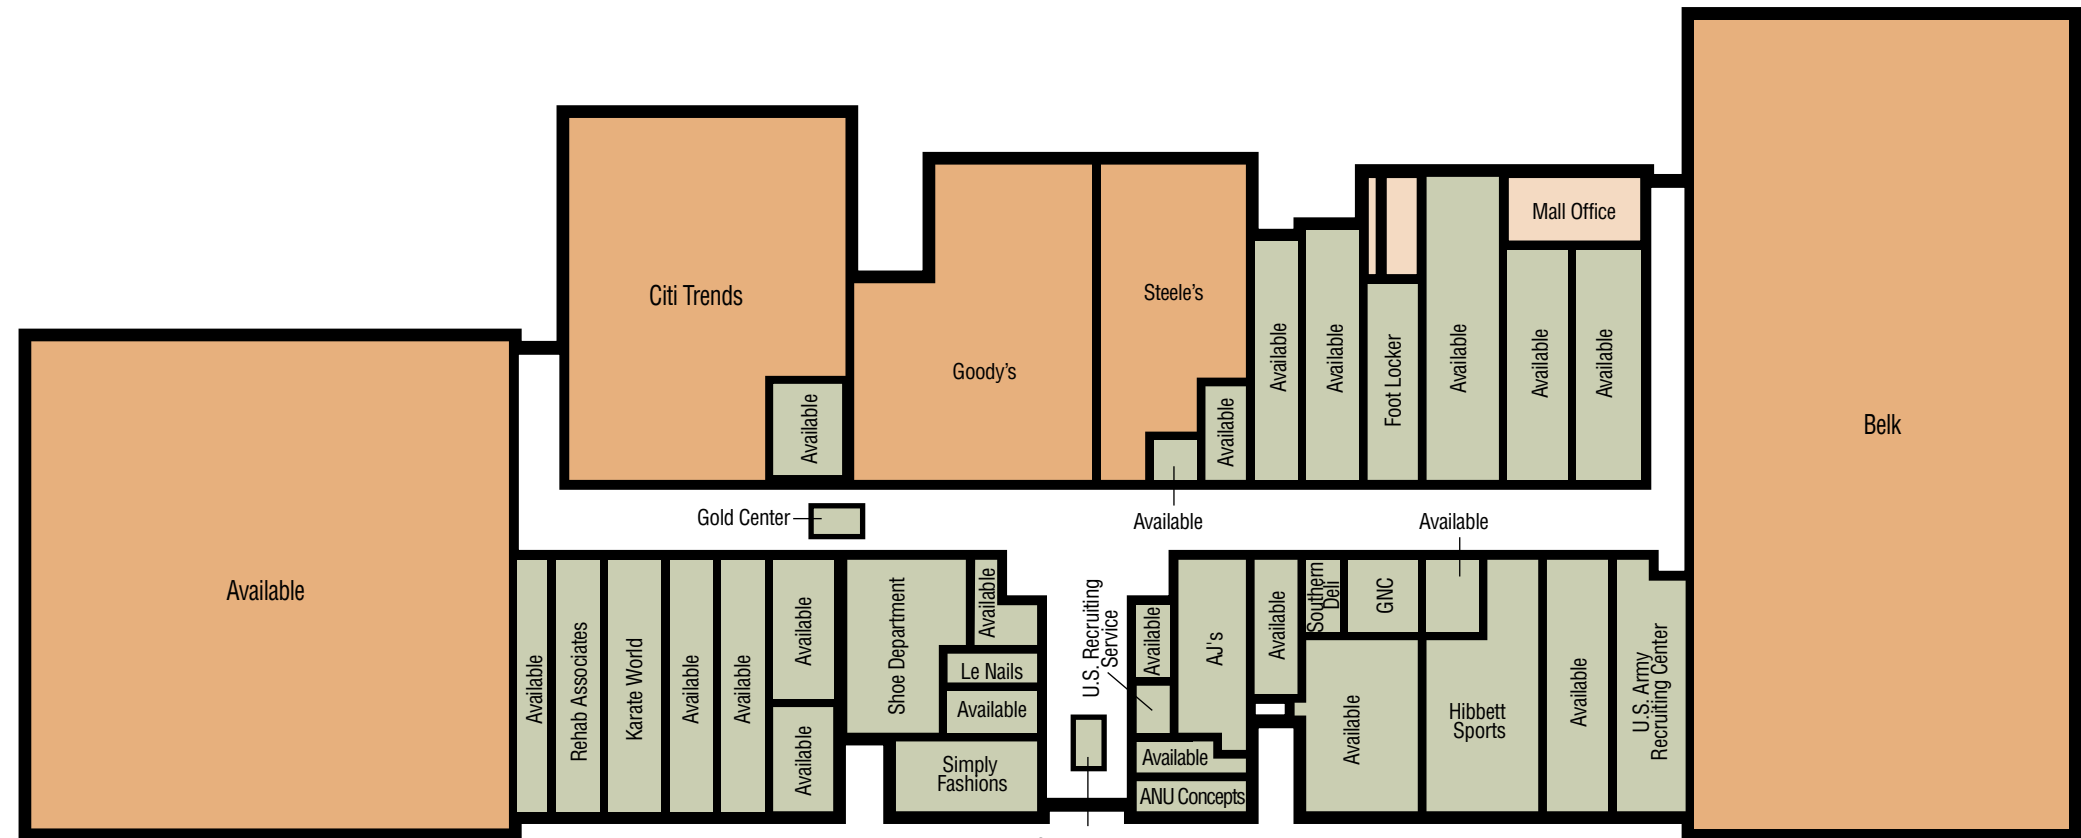 Mall Office
Citi Trends
Steele's
Goody's
Available
Available
Available
Available
Foot Locker
Available
Available
Available
Belk
Gold Center
Available
Available
Available
Available
Rehab Associates
Karate World
Available
Available
Available
Available
Shoe Department
Available
Le Nails
Available
Simply
Fashions
U.S. Recruiting
Service
Available
AJ's
Available
ANU Concepts
Available
Southern
Deli
GNC
Available
Hibbett
Sports
Available
U.S. Army
Recruiting Center